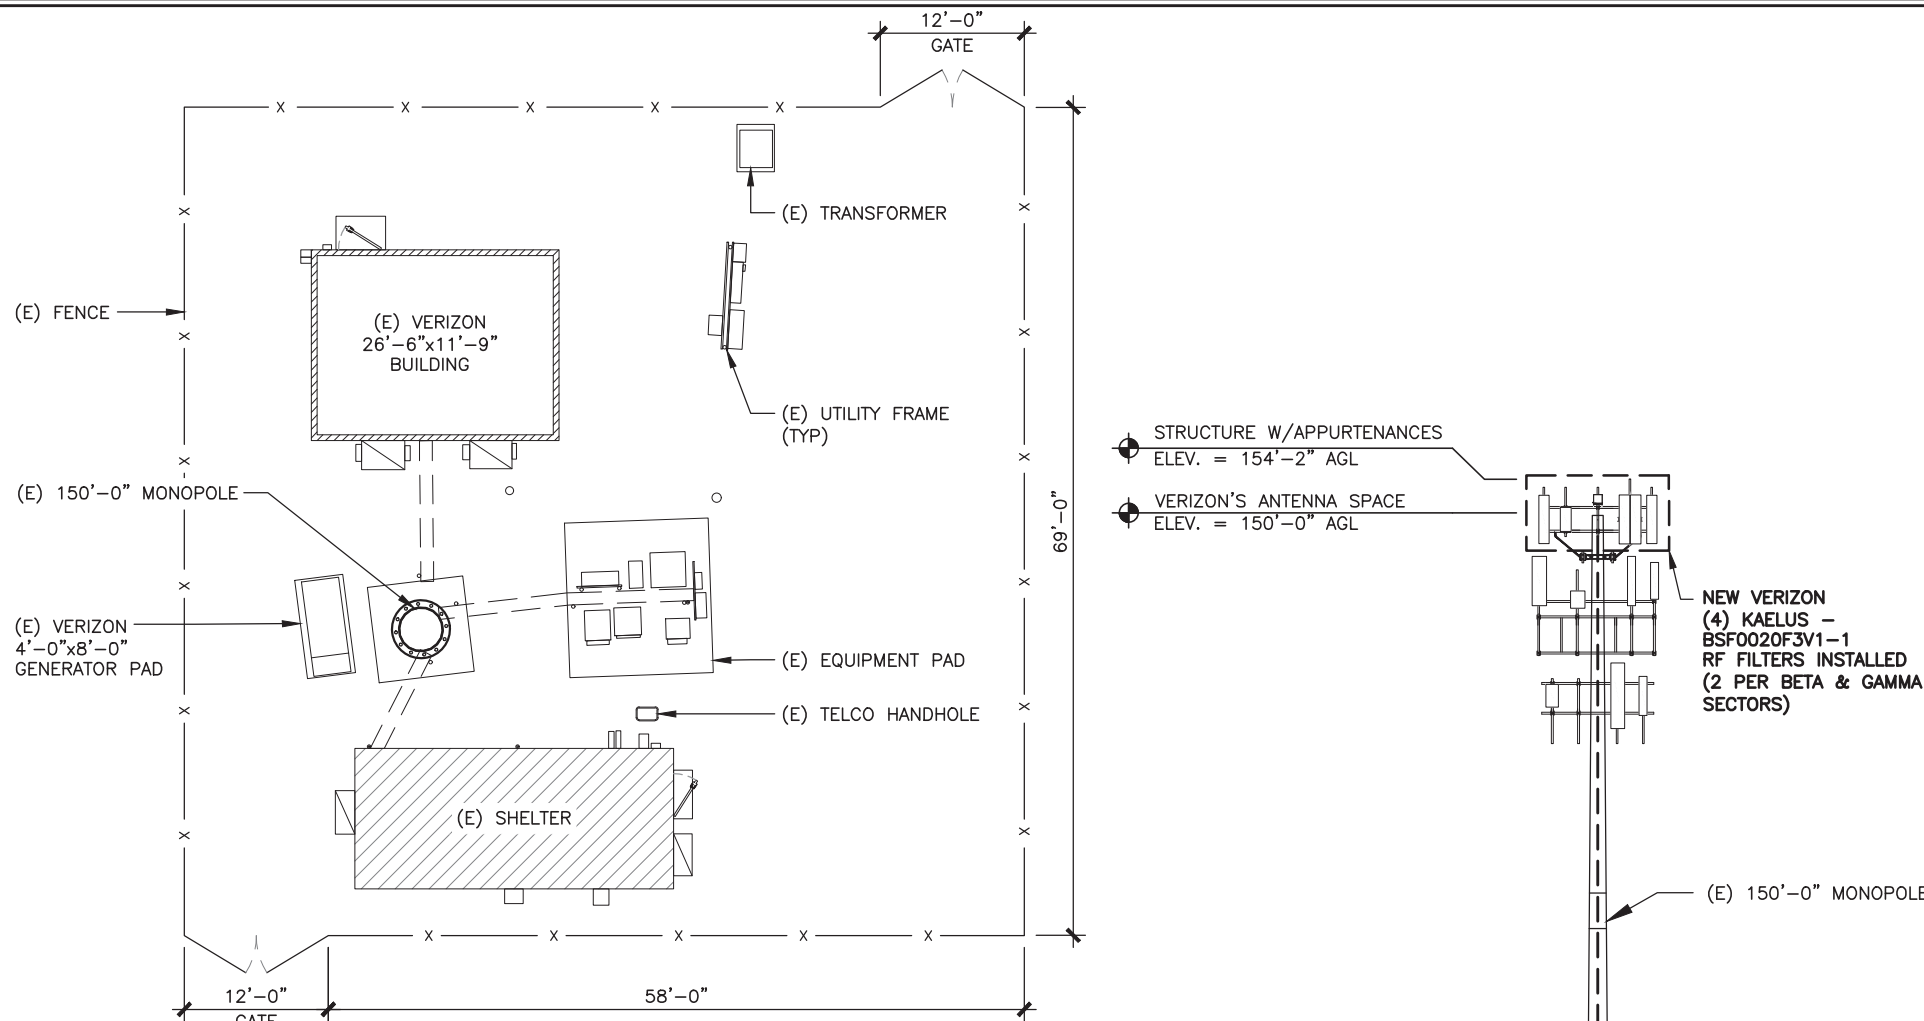 12'-0"
GATE
(E) TRANSFORMER
(E) FENCE
(E) VERIZON
26'-6"x11'-9"
BUILDING
(E) UTILITY FRAME
(TYP)
(E) 150'-0" MONOPOLE
69'-0"
(E) VERIZON
4'-0"x8'-0"
GENERATOR PAD
(E) EQUIPMENT PAD
(E) TELCO HANDHOLE
(E) SHELTER
12'-0"
GATE
58'-0"
STRUCTURE W/APPURTENANCES
ELEV. = 154'-2" AGL
VERIZON'S ANTENNA SPACE
ELEV. = 150'-0" AGL
NEW VERIZON
(4) KAELUS –
BSF0020F3V1-1
RF FILTERS INSTALLED
(2 PER BETA & GAMMA
SECTORS)
(E) 150'-0" MONOPOLE